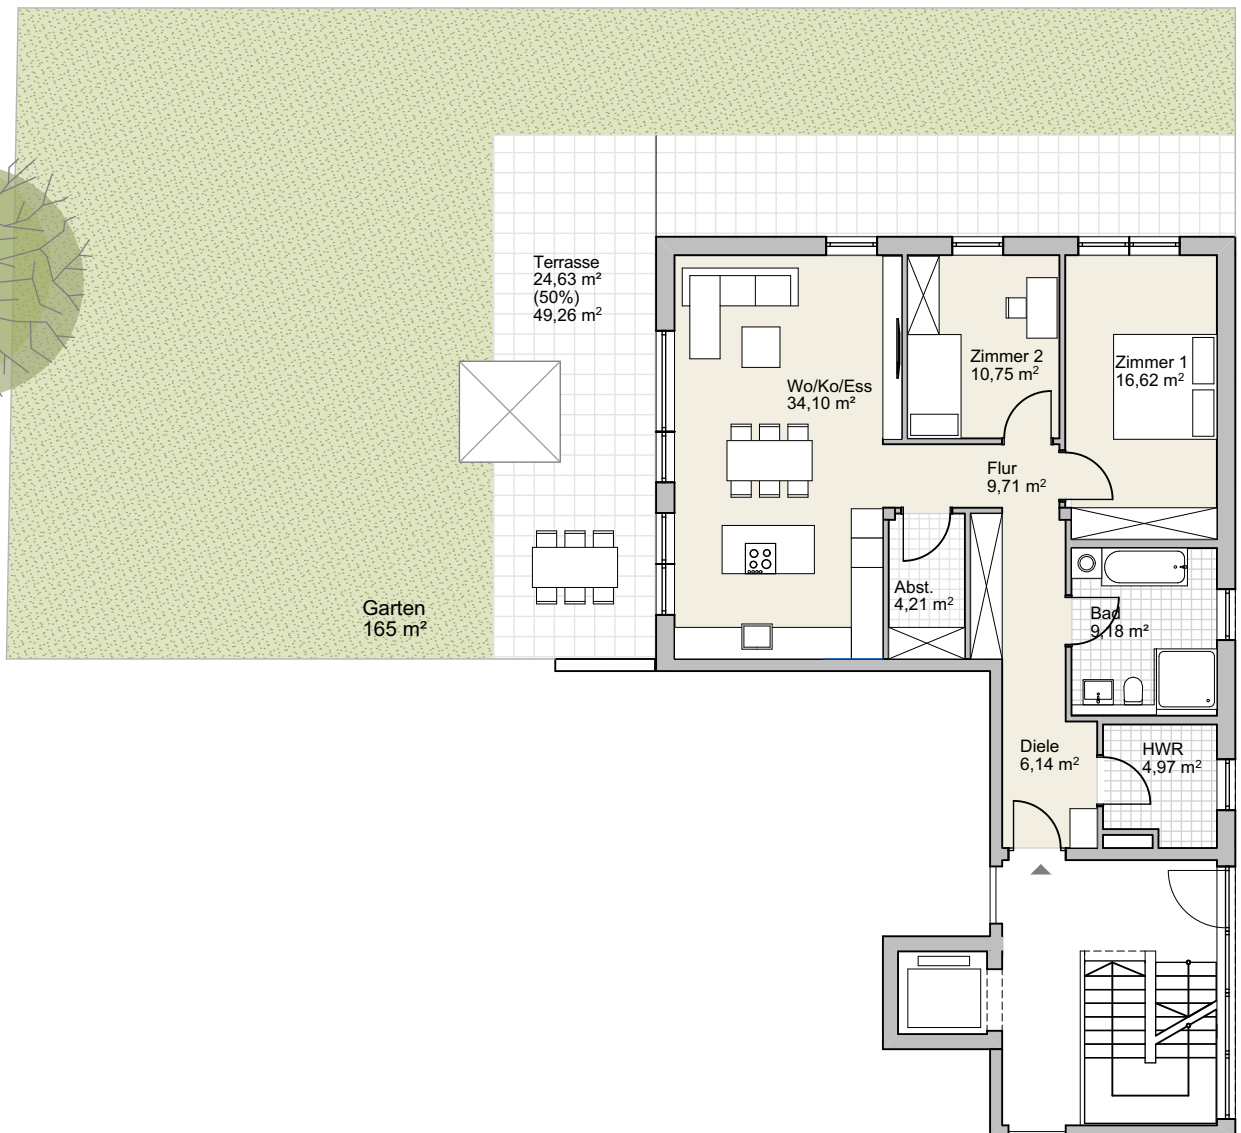 Terrasse
24,63 m²
(50%)
49,26 m²
Wo/Ko/Ess
34,10 m²
Zimmer 2
10,75 m²
Zimmer 1
16,62 m²
Flur
9,71 m²
Abst.
4,21 m²
Bad
9,18 m²
Garten
165 m²
Diele
6,14 m²
HWR
4,97 m²